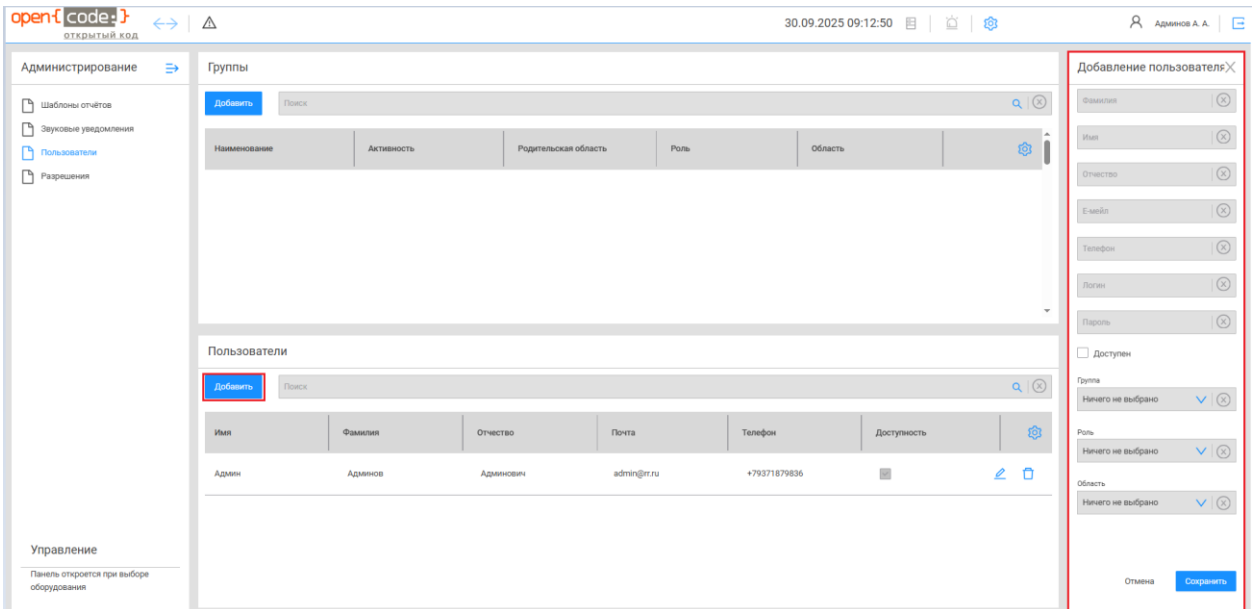 open{ code: }
открытый код
30.09.2025 09:12:50
Админов А. А.
Администрирование
Шаблоны отчётов
Звуковые уведомления
Пользователи
Разрешения
Управление
Панель откроется при выборе
оборудования
Группы
Добавить
Поиск
Наименование Активность Родительская область Роль Область
Пользователи
Добавить
Поиск
Имя Фамилия Отчество Почта Телефон Доступность
Админ Админов Админович admin@rr.ru +79371879836
Добавление пользователя
Фамилия
Имя
Отчество
Е-мейл
Телефон
Логин
Пароль
Доступен
Группа
Ничего не выбрано
Роль
Ничего не выбрано
Область
Ничего не выбрано
Отмена Сохранить